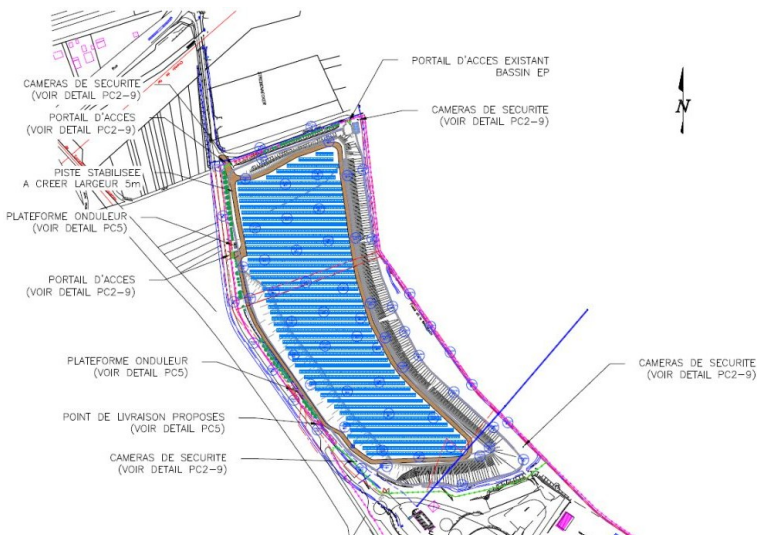 PORTAIL D'ACCES EXISTANT
BASSIN EP
CAMERAS DE SECURITE
(VOIR DETAIL PC2-9)
CAMERAS DE SECURITE
(VOIR DETAIL PC2-9)
N
PORTAIL D'ACCES
(VOIR DETAIL PC2-9)
PISTE STABILISEE
A CREER LARGEUR 5m
PLATEFORME ONDULEUR
(VOIR DETAIL PC5)
PORTAIL D'ACCES
(VOIR DETAIL PC2-9)
PLATEFORME ONDULEUR
(VOIR DETAIL PC5)
CAMERAS DE SECURITE
(VOIR DETAIL PC2-9)
POINT DE LIVRAISON PROPOSES
(VOIR DETAIL PC5)
CAMERAS DE SECURITE
(VOIR DETAIL PC2-9)